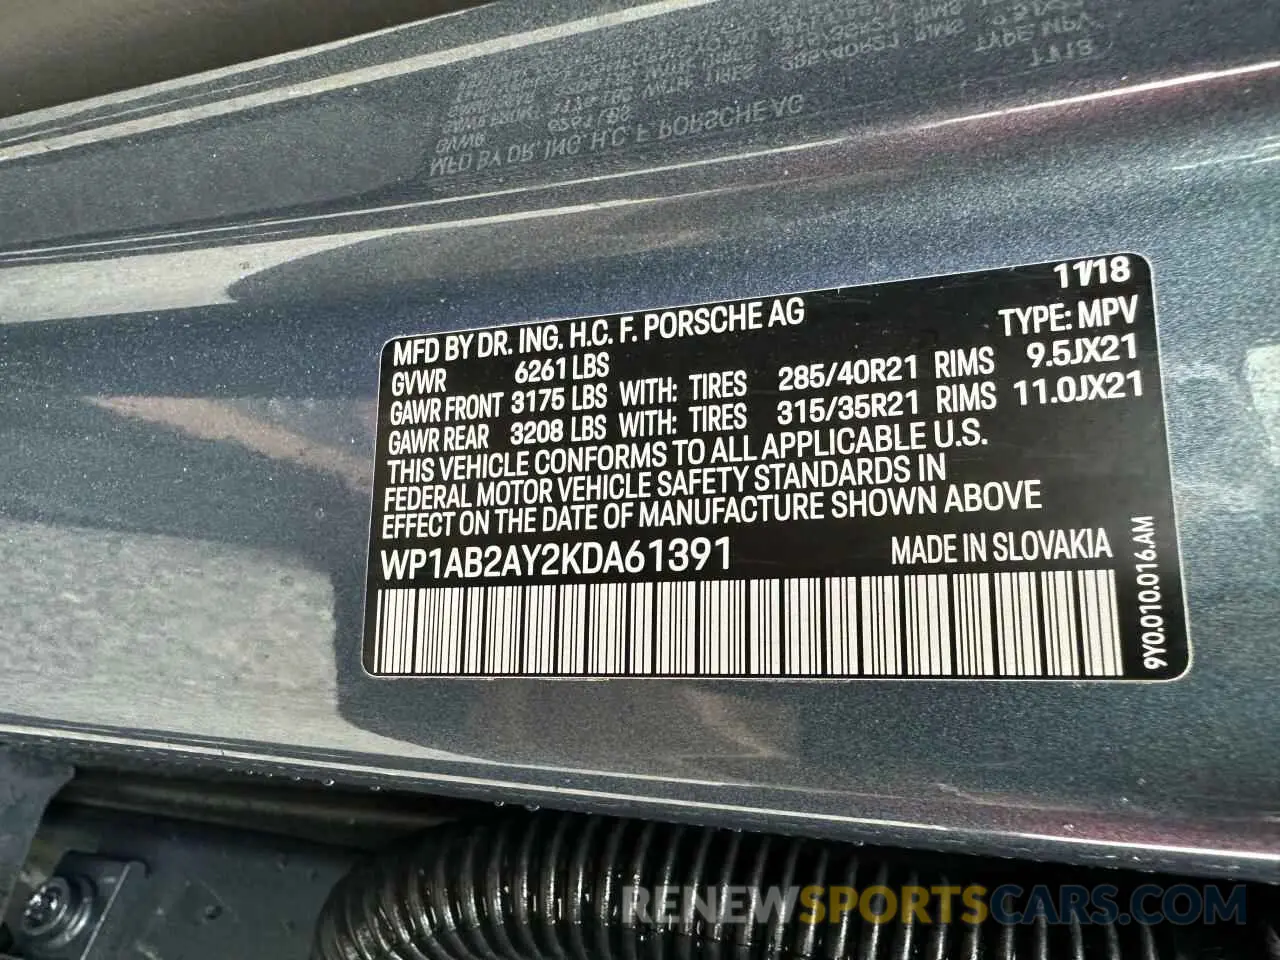 11/18
MFD BY DR. ING. H.C. F. PORSCHE AG TYPE: MPV
GVWR 6261 LBS
GAWR FRONT 3175 LBS WITH: TIRES 285/40R21 RIMS 9.5JX21
GAWR REAR 3208 LBS WITH: TIRES 315/35R21 RIMS 11.0JX21
THIS VEHICLE CONFORMS TO ALL APPLICABLE U.S.
FEDERAL MOTOR VEHICLE SAFETY STANDARDS IN
EFFECT ON THE DATE OF MANUFACTURE SHOWN ABOVE
WP1AB2AY2KDA61391 MADE IN SLOVAKIA
9Y0.010.016.AM
RENEWSPORTSCARS.COM